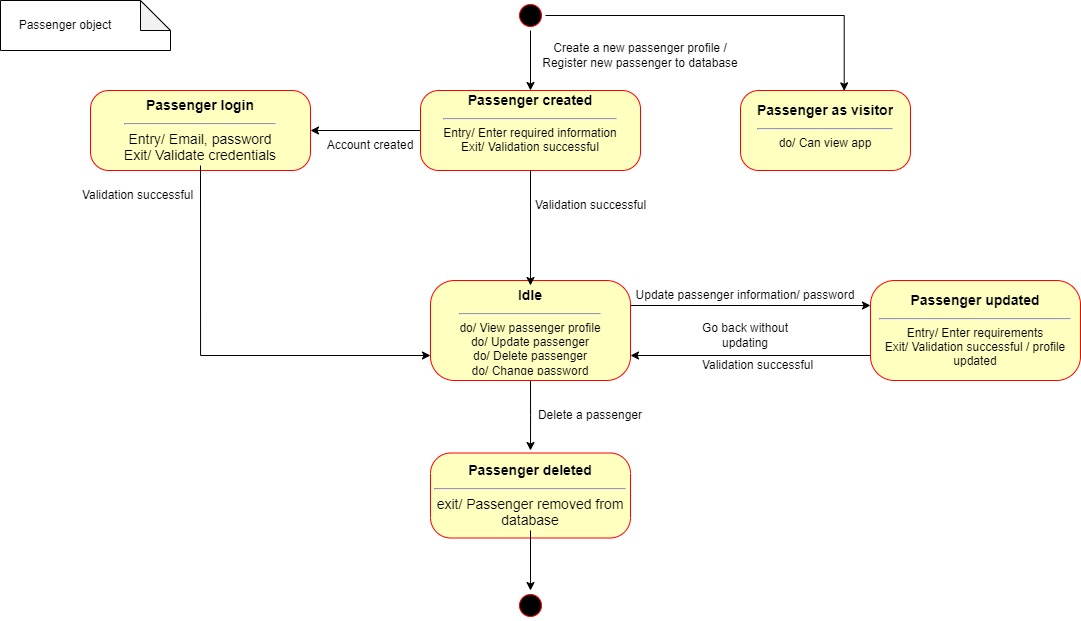 Passenger object
Create a new passenger profile /
Register new passenger to database
Passenger login
Entry/ Email, password
Exit/ Validate credentials
Account created
Passenger created
Entry/ Enter required information
Exit/ Validation successful
Passenger as visitor
do/ Can view app
Validation successful
Validation successful
Idle
do/ View passenger profile
do/ Update passenger
do/ Delete passenger
do/ Change password
Update passenger information/ password
Go back without
updating
Validation successful
Passenger updated
Entry/ Enter requirements
Exit/ Validation successful / profile
updated
Delete a passenger
Passenger deleted
exit/ Passenger removed from
database